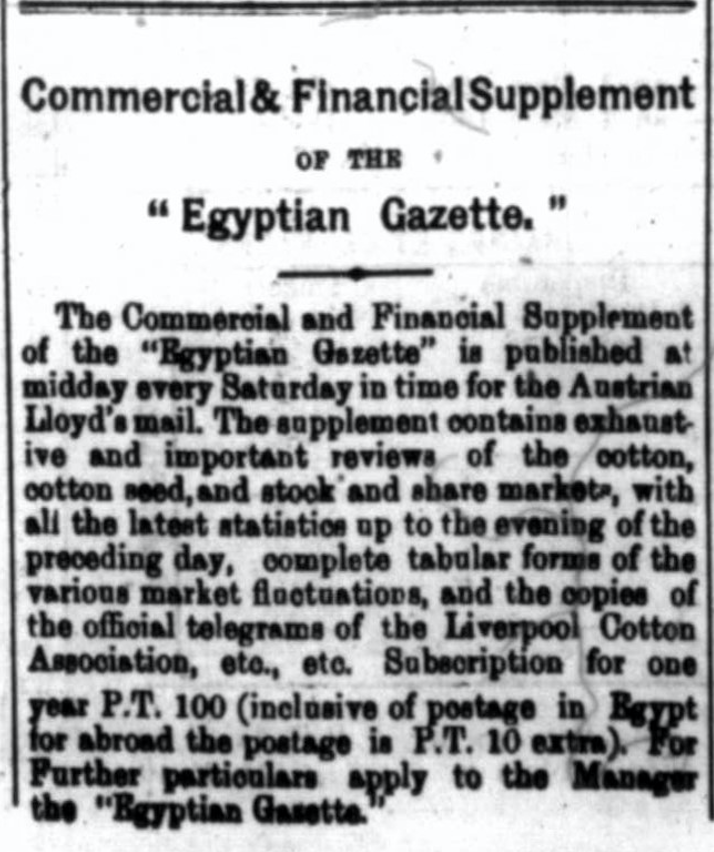 Commercial & Financial Supplement
OF THE
“Egyptian Gazette.”
The Commercial and Financial Supplement
of the “Egyptian Gazette” is published at
midday every Saturday in time for the Austrian
Lloyd's mail. The supplement contains exhaust-
ive and important reviews of the cotton,
cotton seed, and stock and share markets, with
all the latest statistics up to the evening of the
preceding day, complete tabular forms of the
various market fluctuations, and the copies of
the official telegrams of the Liverpool Cotton
Association, etc., etc. Subscription for one
year P.T. 100 (inclusive of postage in Egypt
for abroad the postage is P.T. 10 extra). For
Further particulars apply to the Manager
the “Egyptian Gazette.”